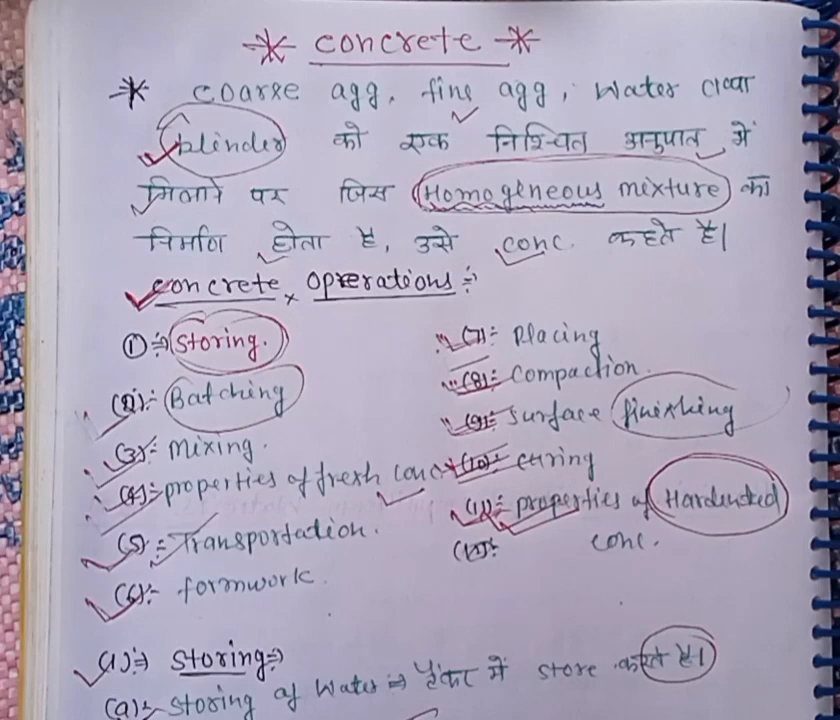 * Concrete *
* Coarse agg, fine agg, Water तथा
blinder को एक निश्चित अनुपात में
मिलाने पर जिस Homogeneous mixture का
निर्माण होता है, उसे conc. कहते है।
Concrete Oprerations :-
(1) :- Storing.
(2) :- Batching
(3) :- Mixing.
(4) :- properties of fresh conc.
(5) :- Transportation.
(6) :- formwork.
(7) :- Placing
(8) :- Compaction.
(9) :- Surface finishing
(10) :- curing
(11) :- properties of Hardended
conc.
(12) :-
(1) :- Storing :-
(a) :- Storing of Water :- टैंकर में store करते है।